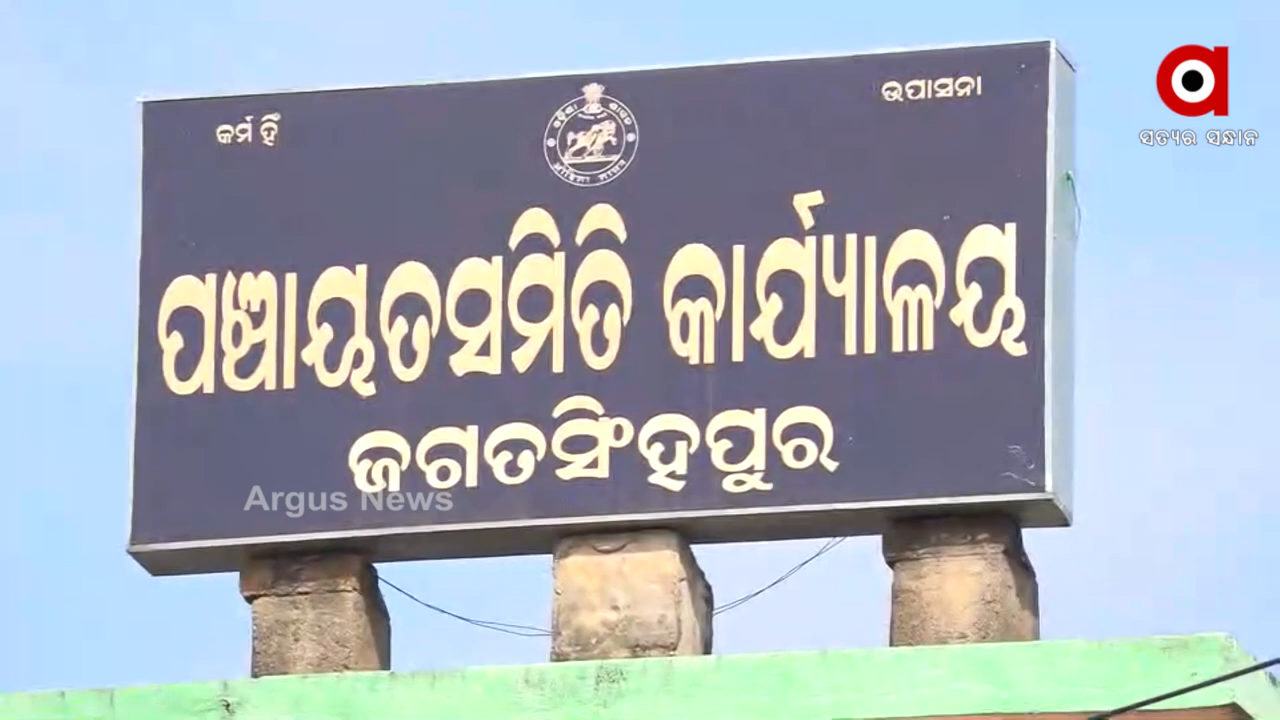 କର୍ମ ହିଁ
ଉପାସନା
ପଞ୍ଚାୟତସମିତି କାର୍ଯ୍ୟାଳୟ
ଜଗତସିଂହପୁର
Argus News
a
ସତ୍ୟର ସନ୍ଧାନ